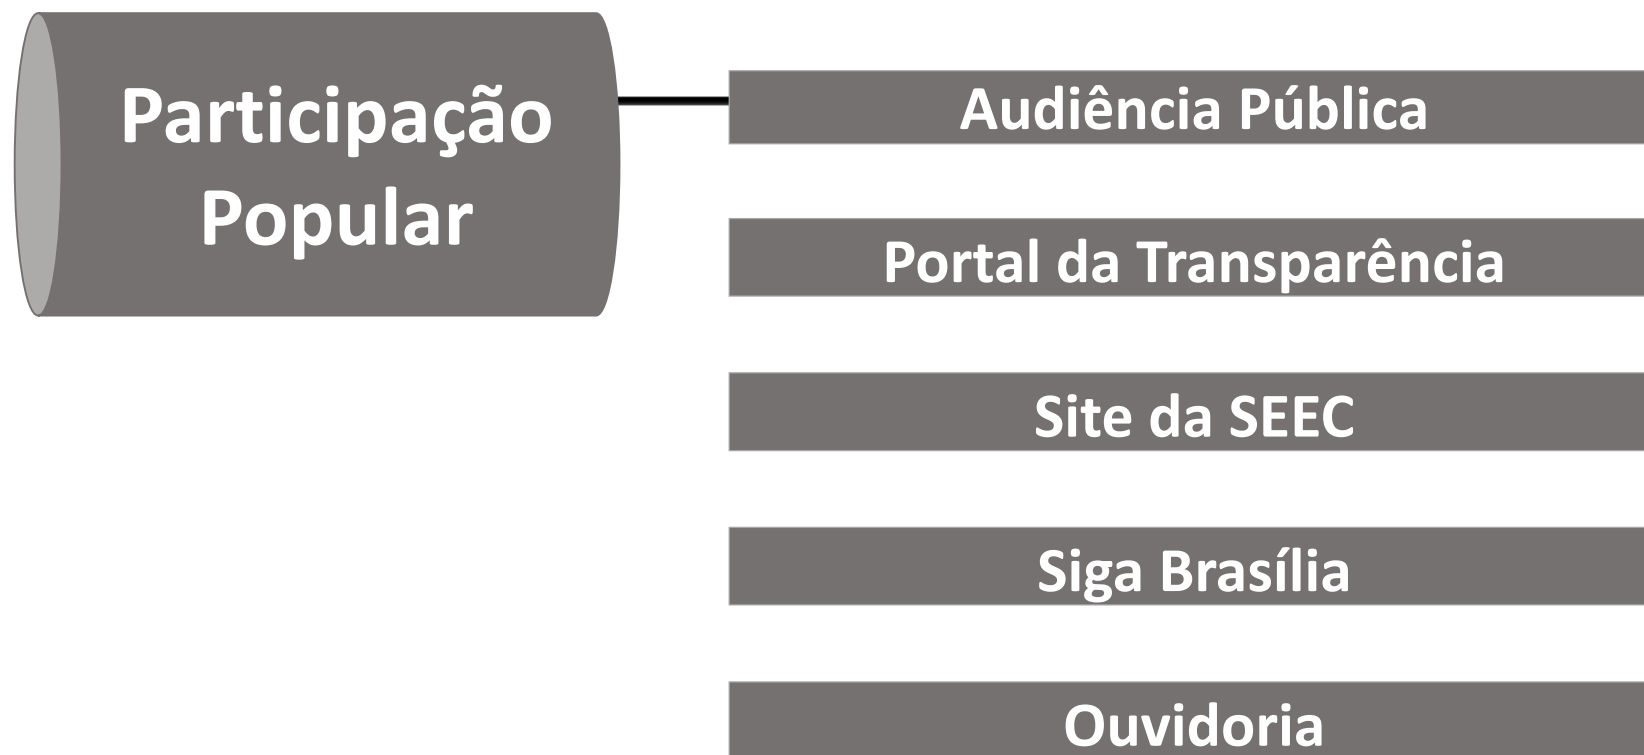 Participação
Popular
Audiência Pública
Portal da Transparência
Site da SEEC
Siga Brasília
Ouvidoria